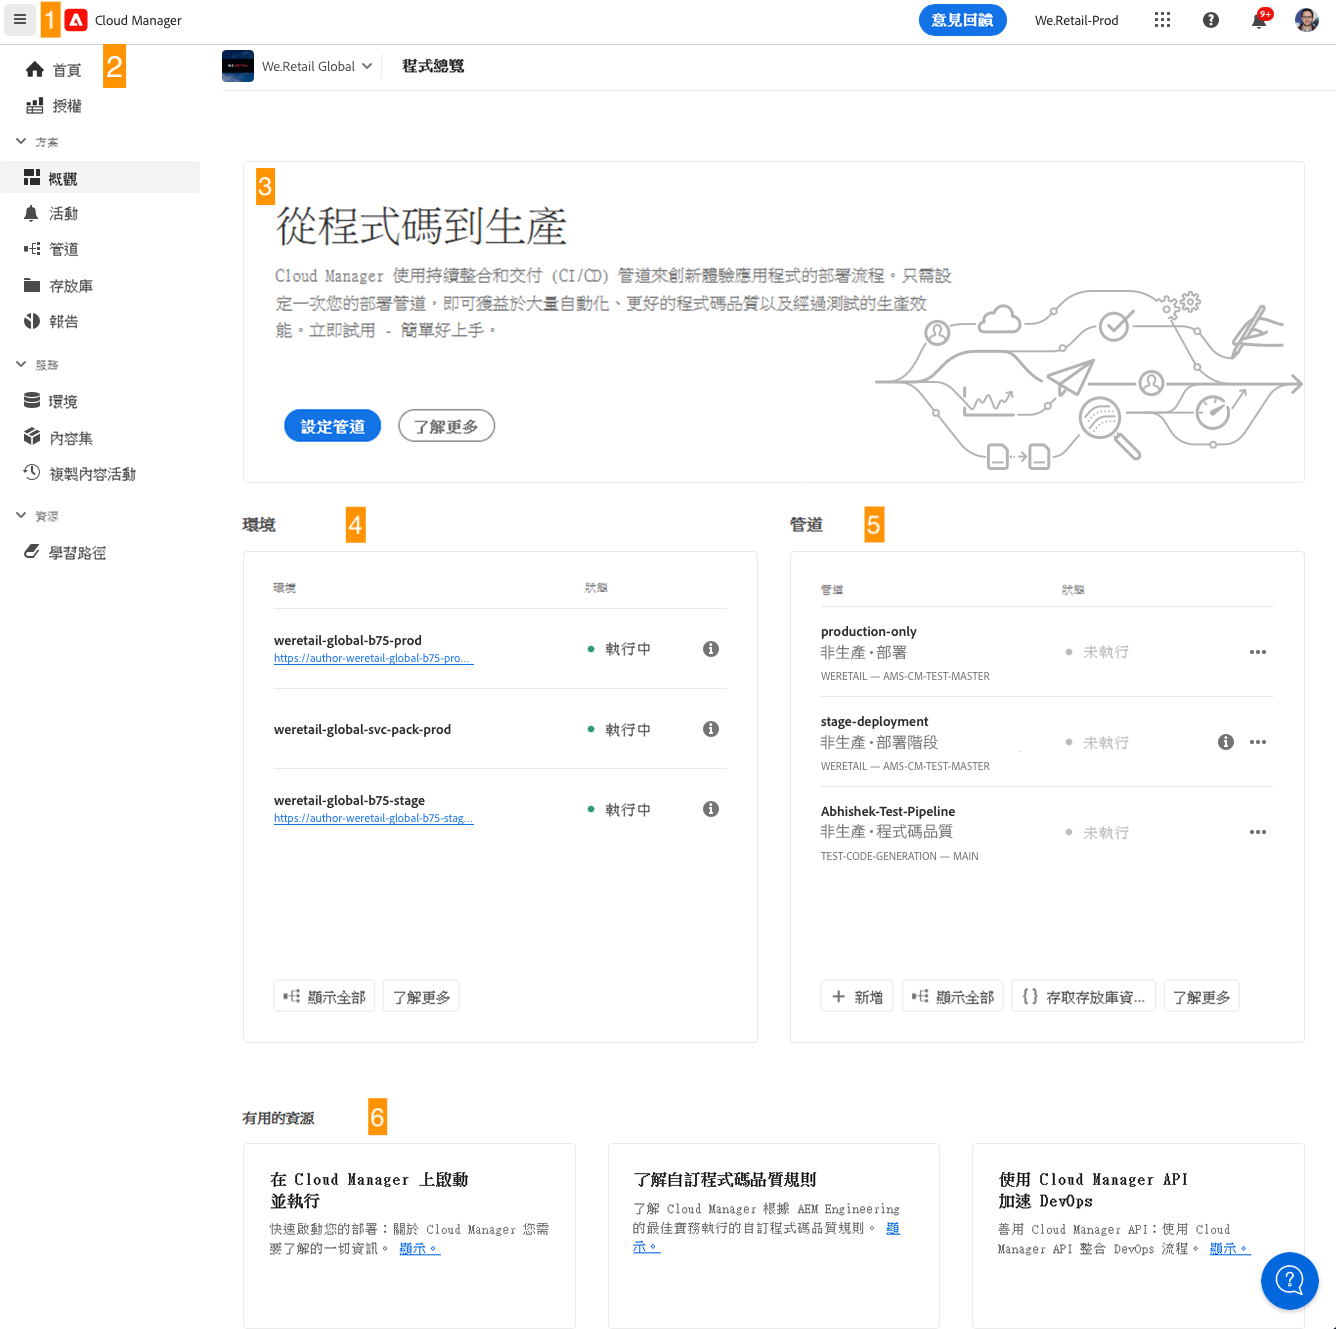 1 Cloud Manager 意見回饋 We.Retail-Prod 9+
首頁 2
授權
方案
概觀
活動
管道
存放庫
報告
服務
環境
內容集
複製內容活動
資源
學習路徑
WE.RETAIL We.Retail Global 程式總覽
3
從程式碼到生產
Cloud Manager 使用持續整合和交付 (CI/CD) 管道來創新體驗應用程式的部署流程。只需設
定一次您的部署管道，即可獲益於大量自動化、更好的程式碼品質以及經過測試的生產效
能。立即試用 - 簡單好上手。
設定管道 了解更多
環境 4
環境 狀態
weretail-global-b75-prod
https://author-weretail-global-b75-pro...
執行中
weretail-global-svc-pack-prod 執行中
weretail-global-b75-stage
https://author-weretail-global-b75-stag...
執行中
顯示全部 了解更多
管道 5
管道 狀態
production-only
非生產·部署 未執行
WERETAIL — AMS-CM-TEST-MASTER
stage-deployment
非生產·部署階段 未執行
WERETAIL — AMS-CM-TEST-MASTER
Abhishek-Test-Pipeline
非生產·程式碼品質 未執行
TEST-CODE-GENERATION — MAIN
新增 顯示全部 存取存放庫資... 了解更多
有用的資源 6
在 Cloud Manager 上啟動
並執行
快速啟動您的部署：關於 Cloud Manager 您需
要了解的一切資訊。 顯示。
了解自訂程式碼品質規則
了解 Cloud Manager 根據 AEM Engineering
的最佳實務執行的自訂程式碼品質規則。 顯
示。
使用 Cloud Manager API
加速 DevOps
善用 Cloud Manager API：使用 Cloud
Manager API 整合 DevOps 流程。 顯示。